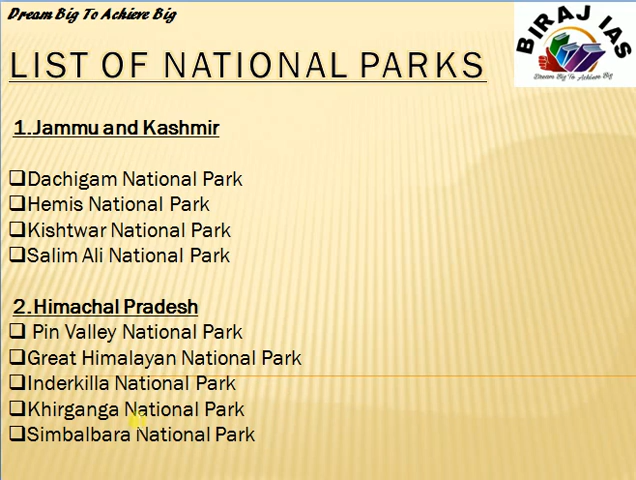 Dream Big To Achieve Big
BIRAJ IAS
Dream Big To Achieve Big
LIST OF NATIONAL PARKS
1.Jammu and Kashmir
❑Dachigam National Park
❑Hemis National Park
❑Kishtwar National Park
❑Salim Ali National Park
2.Himachal Pradesh
❑ Pin Valley National Park
❑Great Himalayan National Park
❑Inderkilla National Park
❑Khirganga National Park
❑Simbalbara National Park